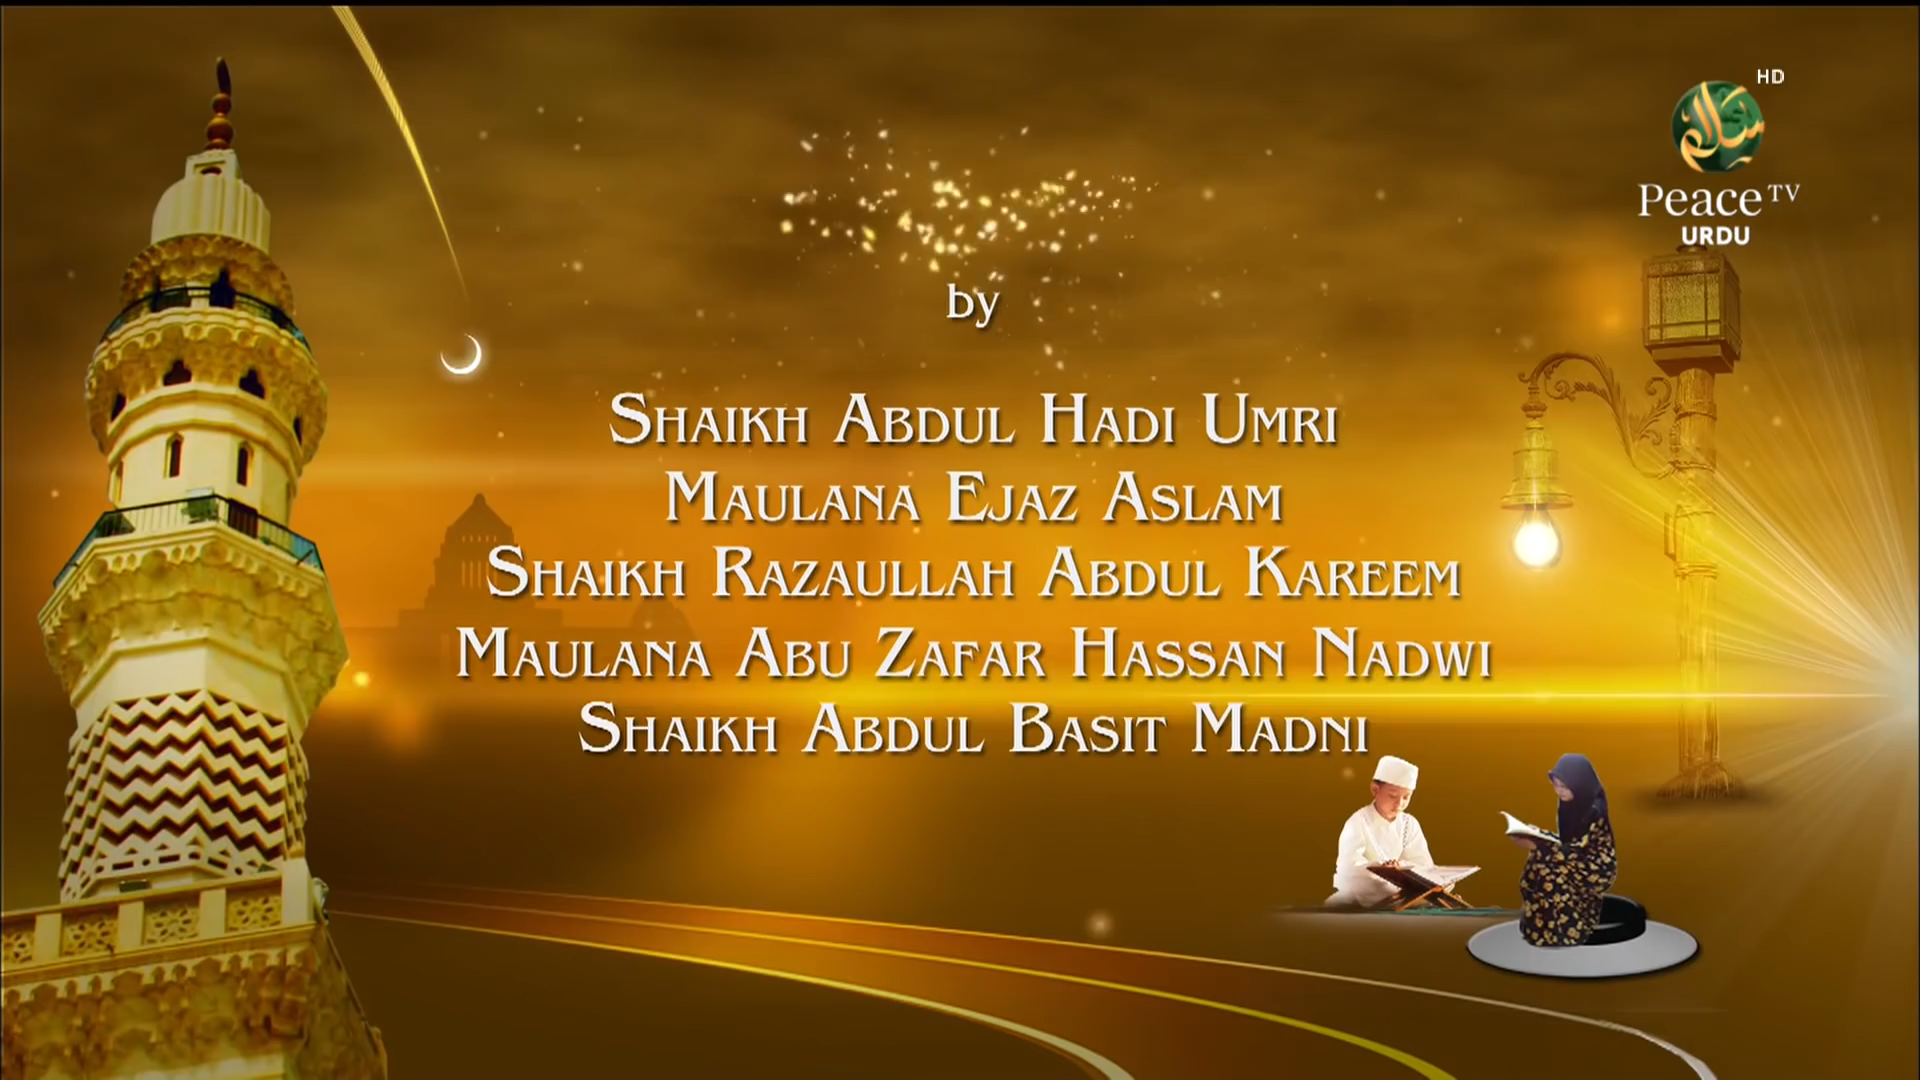 HD
سلام
Peace TV
URDU
by
SHAIKH ABDUL HADI UMRI
MAULANA EJAZ ASLAM
SHAIKH RAZAULLAH ABDUL KAREEM
MAULANA ABU ZAFAR HASSAN NADWI
SHAIKH ABDUL BASIT MADNI